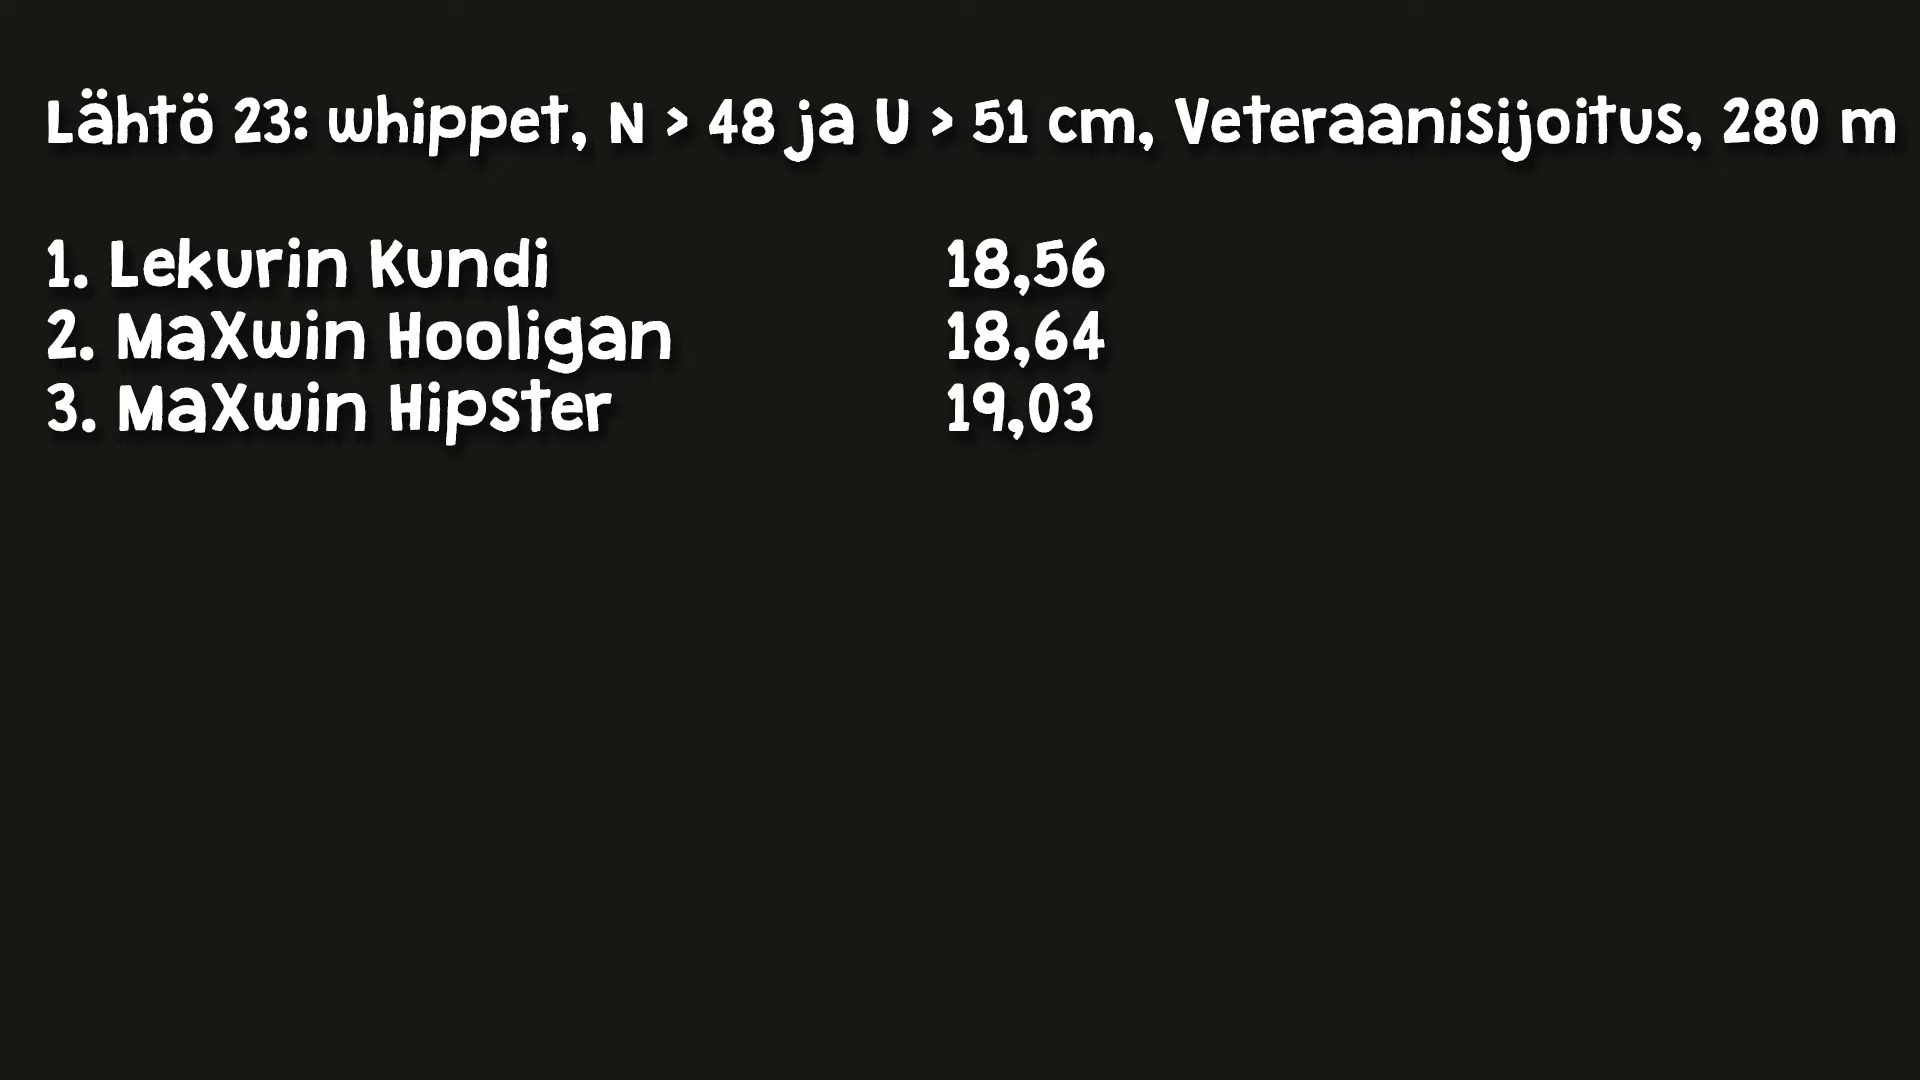 Lähtö 23: whippet, N > 48 ja U > 51 cm, Veteraanisijoitus, 280 m
1. Lekurin Kundi 18,56
2. MaXwin Hooligan 18,64
3. MaXwin Hipster 19,03